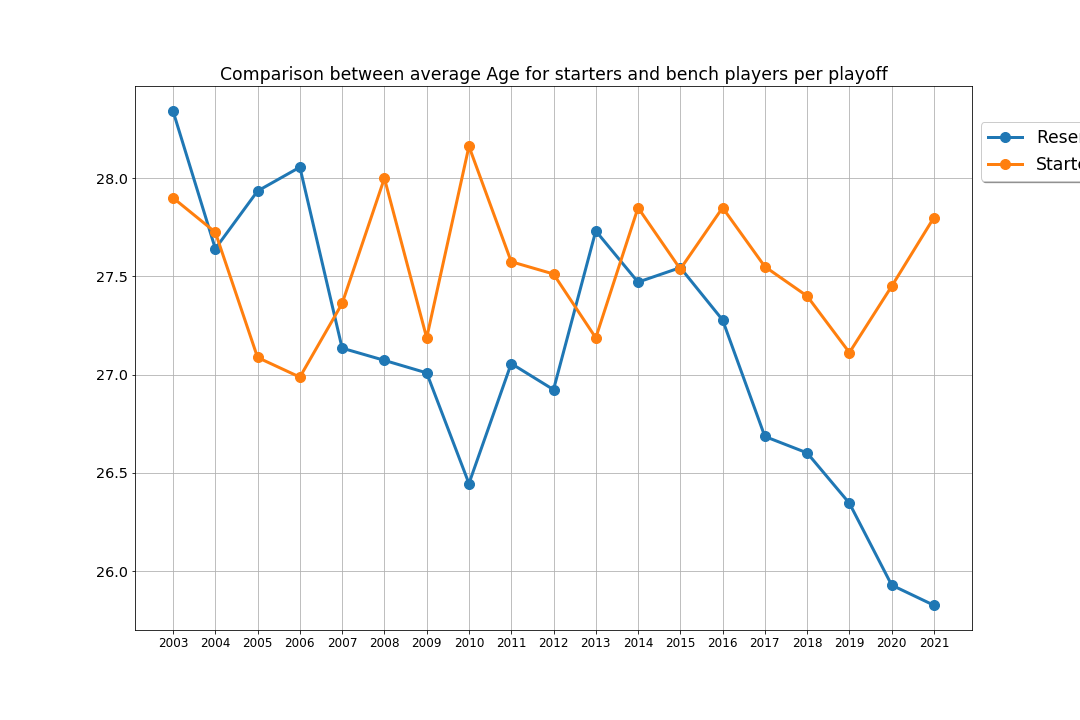 Comparison between average Age for starters and bench players per playoff
Rese
Starte
28.0
27.5
27.0
26.5
26.0
2003 2004 2005 2006 2007 2008 2009 2010 2011 2012 2013 2014 2015 2016 2017 2018 2019 2020 2021